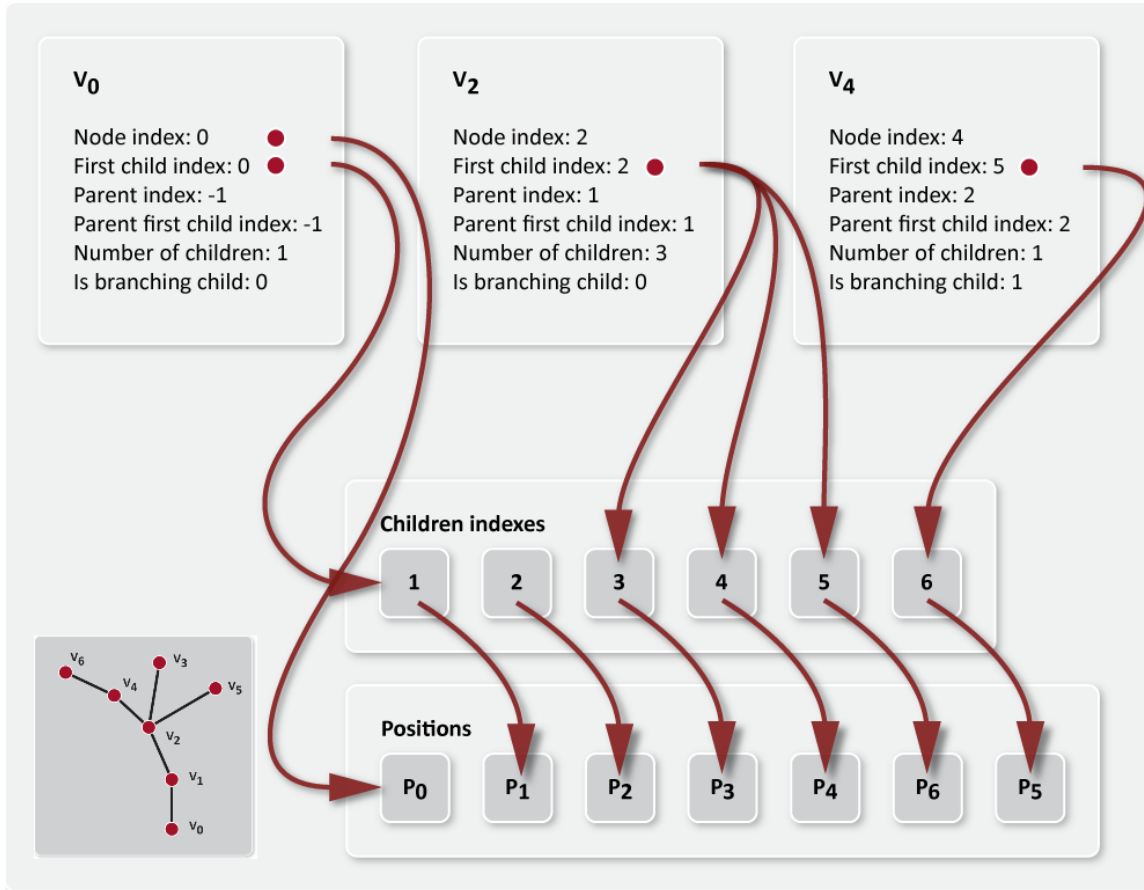 V0
Node index: 0
First child index: 0
Parent index: -1
Parent first child index: -1
Number of children: 1
Is branching child: 0
V2
Node index: 2
First child index: 2
Parent index: 1
Parent first child index: 1
Number of children: 3
Is branching child: 0
V4
Node index: 4
First child index: 5
Parent index: 2
Parent first child index: 2
Number of children: 1
Is branching child: 1
Children indexes
1 2 3 4 5 6
Positions
P0 P1 P2 P3 P4 P6 P5
V6
V3
V4
V5
V2
V1
V0